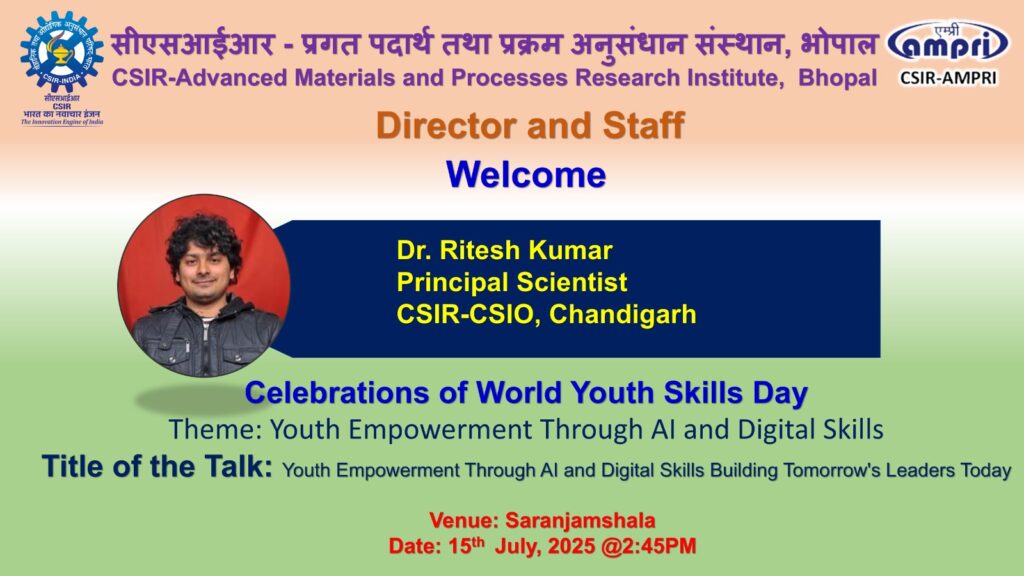 सीएसआईआर - प्रगत पदार्थ तथा प्रक्रम अनुसंधान संस्थान, भोपाल
CSIR-Advanced Materials and Processes Research Institute, Bhopal
CSIR-INDIA
सीएसआईआर
CSIR
भारत का नवाचार इंजन
The Innovation Engine of India
एम्प्री
ampri
CSIR-AMPRI
Director and Staff
Welcome
Dr. Ritesh Kumar
Principal Scientist
CSIR-CSIO, Chandigarh
Celebrations of World Youth Skills Day
Theme: Youth Empowerment Through AI and Digital Skills
Title of the Talk: Youth Empowerment Through AI and Digital Skills Building Tomorrow's Leaders Today
Venue: Saranjamshala
Date: 15th July, 2025 @2:45PM